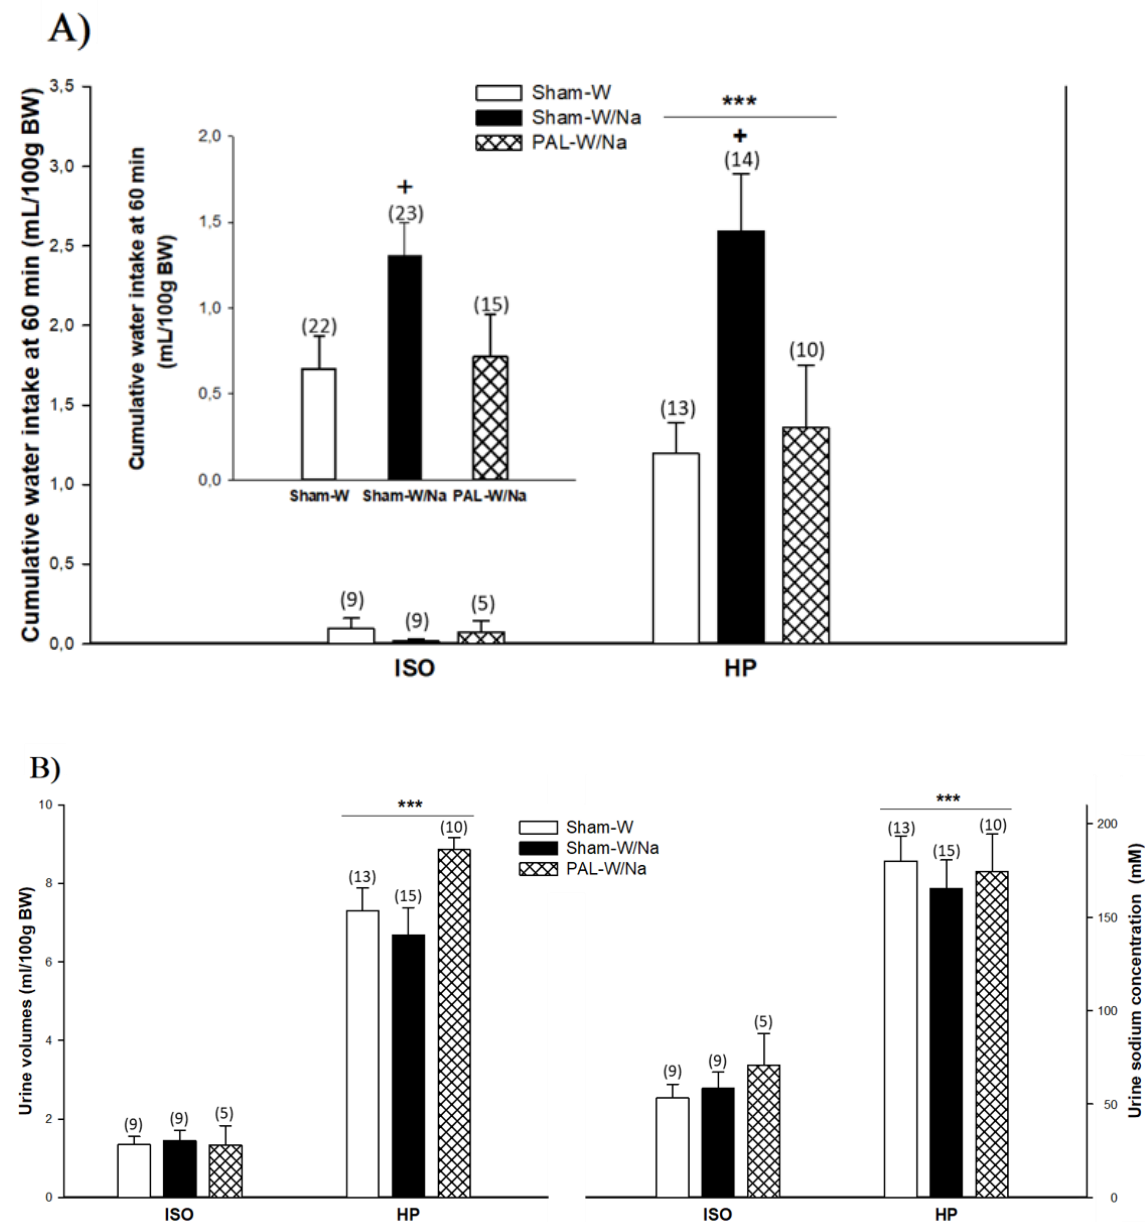 A)
Cumulative water intake at 60 min (mL/100g BW)
3,5
3,0
2,5
2,0
1,5
1,0
0,5
0,0
Sham-W
Sham-W/Na
PAL-W/Na
Cumulative water intake at 60 min
(mL/100g BW)
2,0
1,5
1,0
0,5
0,0
+
(23)
(22)
(15)
Sham-W Sham-W/Na PAL-W/Na
***
+
(14)
(13)
(10)
(9)
(9)
(5)
ISO HP
B)
Urine volumes (ml/100g BW)
10
8
6
4
2
0
***
(13)
(15)
(10)
(9)
(9)
(5)
ISO HP
Sham-W
Sham-W/Na
PAL-W/Na
***
(13)
(15)
(10)
(9)
(9)
(5)
ISO HP
200
150
100
50
0
Urine sodium concentration (mM)